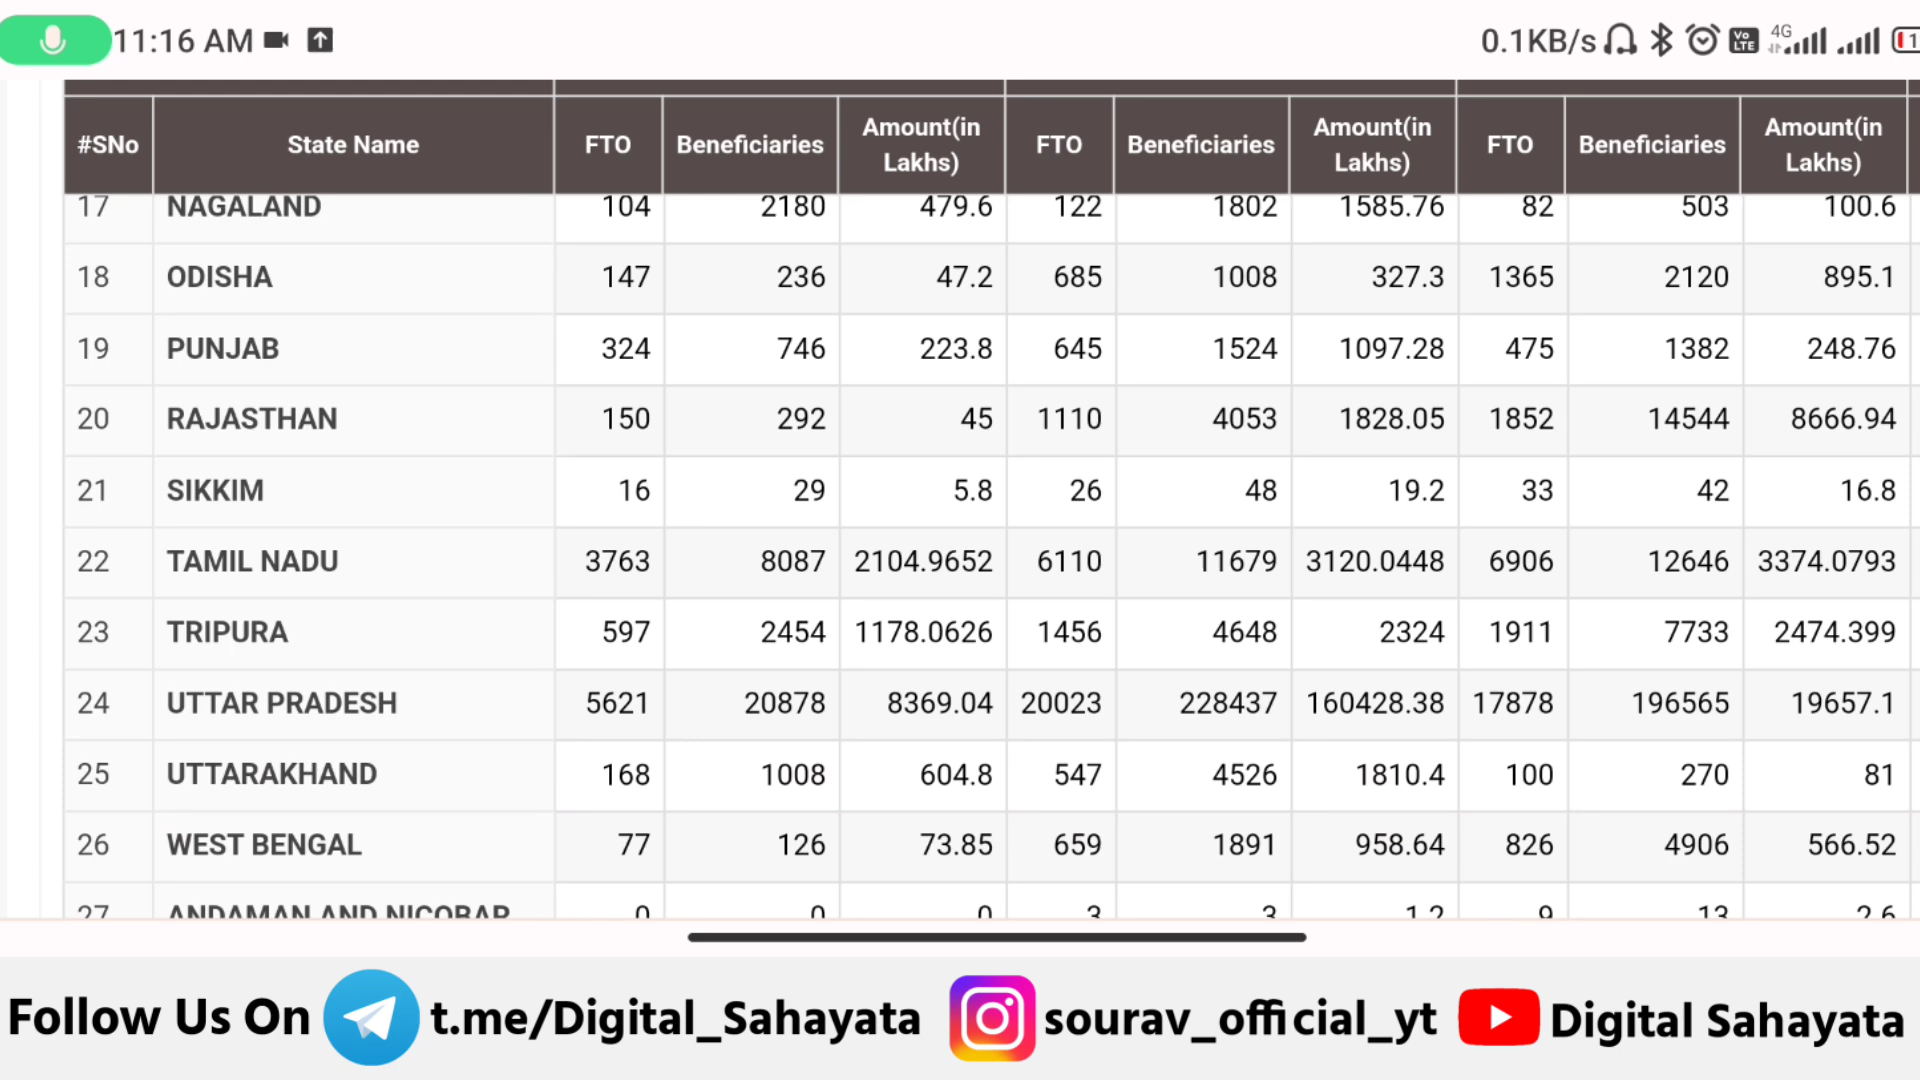 11:16 AM 0.1KB/s Vo LTE 4G 1
#SNo State Name FTO Beneficiaries Amount(in Lakhs) FTO Beneficiaries Amount(in Lakhs) FTO Beneficiaries Amount(in Lakhs)
17 NAGALAND 104 2180 479.6 122 1802 1585.76 82 503 100.6
18 ODISHA 147 236 47.2 685 1008 327.3 1365 2120 895.1
19 PUNJAB 324 746 223.8 645 1524 1097.28 475 1382 248.76
20 RAJASTHAN 150 292 45 1110 4053 1828.05 1852 14544 8666.94
21 SIKKIM 16 29 5.8 26 48 19.2 33 42 16.8
22 TAMIL NADU 3763 8087 2104.9652 6110 11679 3120.0448 6906 12646 3374.0793
23 TRIPURA 597 2454 1178.0626 1456 4648 2324 1911 7733 2474.399
24 UTTAR PRADESH 5621 20878 8369.04 20023 228437 160428.38 17878 196565 19657.1
25 UTTARAKHAND 168 1008 604.8 547 4526 1810.4 100 270 81
26 WEST BENGAL 77 126 73.85 659 1891 958.64 826 4906 566.52
27 ANDAMAN AND NICOBAR 0 0 0 3 3 1.2 9 13 2.6
Follow Us On t.me/Digital_Sahayata sourav_official_yt Digital Sahayata